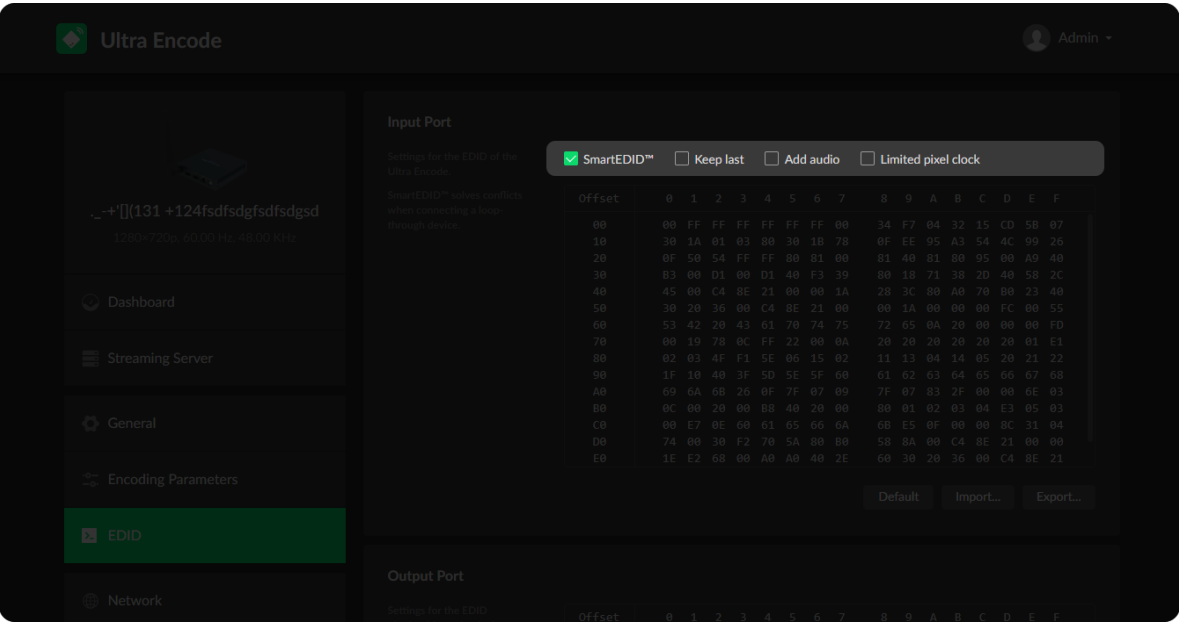 Ultra Encode
Admin
._-+'[](131 +124fsdfsdgfsdfsdgsd
1280×720p, 60.00 Hz, 48.00 KHz
Dashboard
Streaming Server
General
Encoding Parameters
EDID
Network
Input Port
Settings for the EDID of the
Ultra Encode.
SmartEDID™ solves conflicts
when connecting a loop-
through device.
SmartEDID™ Keep last Add audio Limited pixel clock
Offset 0 1 2 3 4 5 6 7 8 9 A B C D E F
00 00 FF FF FF FF FF FF 00 34 F7 04 32 15 CD 5B 07
10 30 1A 01 03 80 30 1B 78 0F EE 95 A3 54 4C 99 26
20 0F 50 54 FF FF 80 81 00 81 40 81 80 95 00 A9 40
30 B3 00 D1 00 D1 40 F3 39 80 18 71 38 2D 40 58 2C
40 45 00 C4 8E 21 00 00 1A 28 3C 80 A0 70 B0 23 40
50 30 20 36 00 C4 8E 21 00 00 1A 00 00 00 FC 00 55
60 53 42 20 43 61 70 74 75 72 65 0A 20 00 00 00 FD
70 00 19 78 0C FF 22 00 0A 20 20 20 20 20 20 01 E1
80 02 03 4F F1 5E 06 15 02 11 13 04 14 05 20 21 22
90 1F 10 40 3F 5D 5E 5F 60 61 62 63 64 65 66 67 68
A0 69 6A 6B 26 0F 7F 07 09 7F 07 83 2F 00 00 6E 03
B0 0C 00 20 00 B8 40 20 00 80 01 02 03 04 E3 05 03
C0 00 E7 0E 60 61 65 66 6A 6B E5 0F 00 00 8C 31 04
D0 74 00 30 F2 70 5A 80 B0 58 8A 00 C4 8E 21 00 00
E0 1E E2 68 00 A0 A0 40 2E 60 30 20 36 00 C4 8E 21
Default Import... Export...
Output Port
Settings for the EDID
Offset 0 1 2 3 4 5 6 7 8 9 A B C D E F